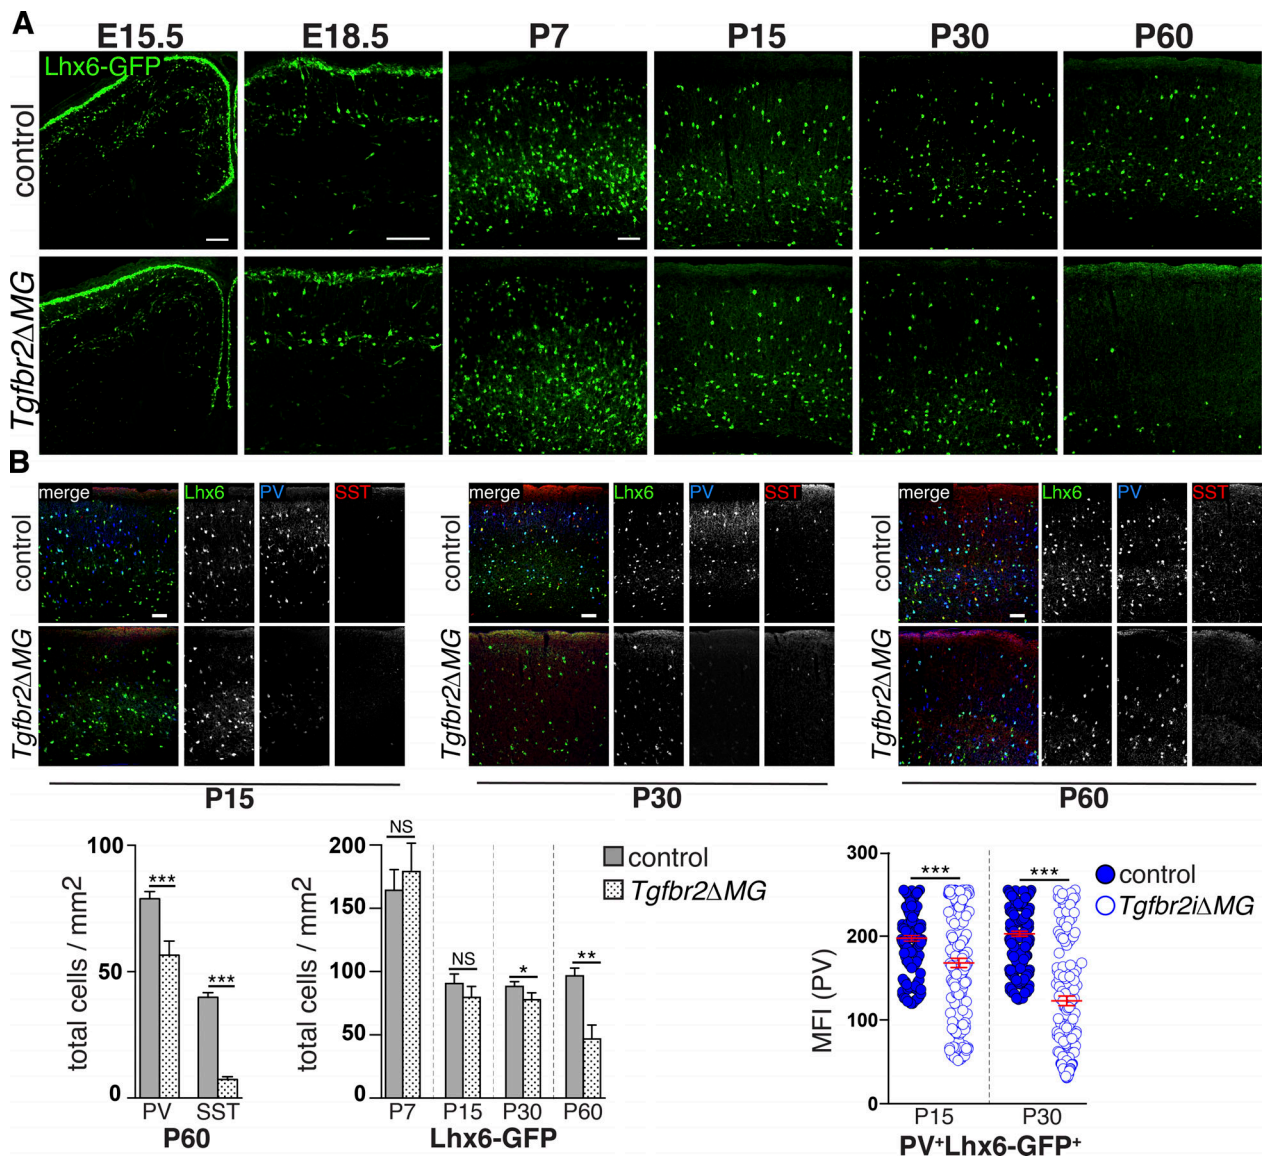 A
E15.5 E18.5 P7 P15 P30 P60
Lhx6-GFP
control
Tgfbr2ΔMG
B
control
merge Lhx6 PV SST
Tgfbr2ΔMG
P15
control
merge Lhx6 PV SST
Tgfbr2ΔMG
P30
control
merge Lhx6 PV SST
Tgfbr2ΔMG
P60
total cells / mm2
100
50
0
***
***
PV SST
P60
total cells / mm2
200
150
100
50
0
NS
NS
*
**
P7 P15 P30 P60
Lhx6-GFP
control
Tgfbr2ΔMG
MFI (PV)
300
200
100
0
***
***
P15 P30
PV+Lhx6-GFP+
control
Tgfbr2iΔMG